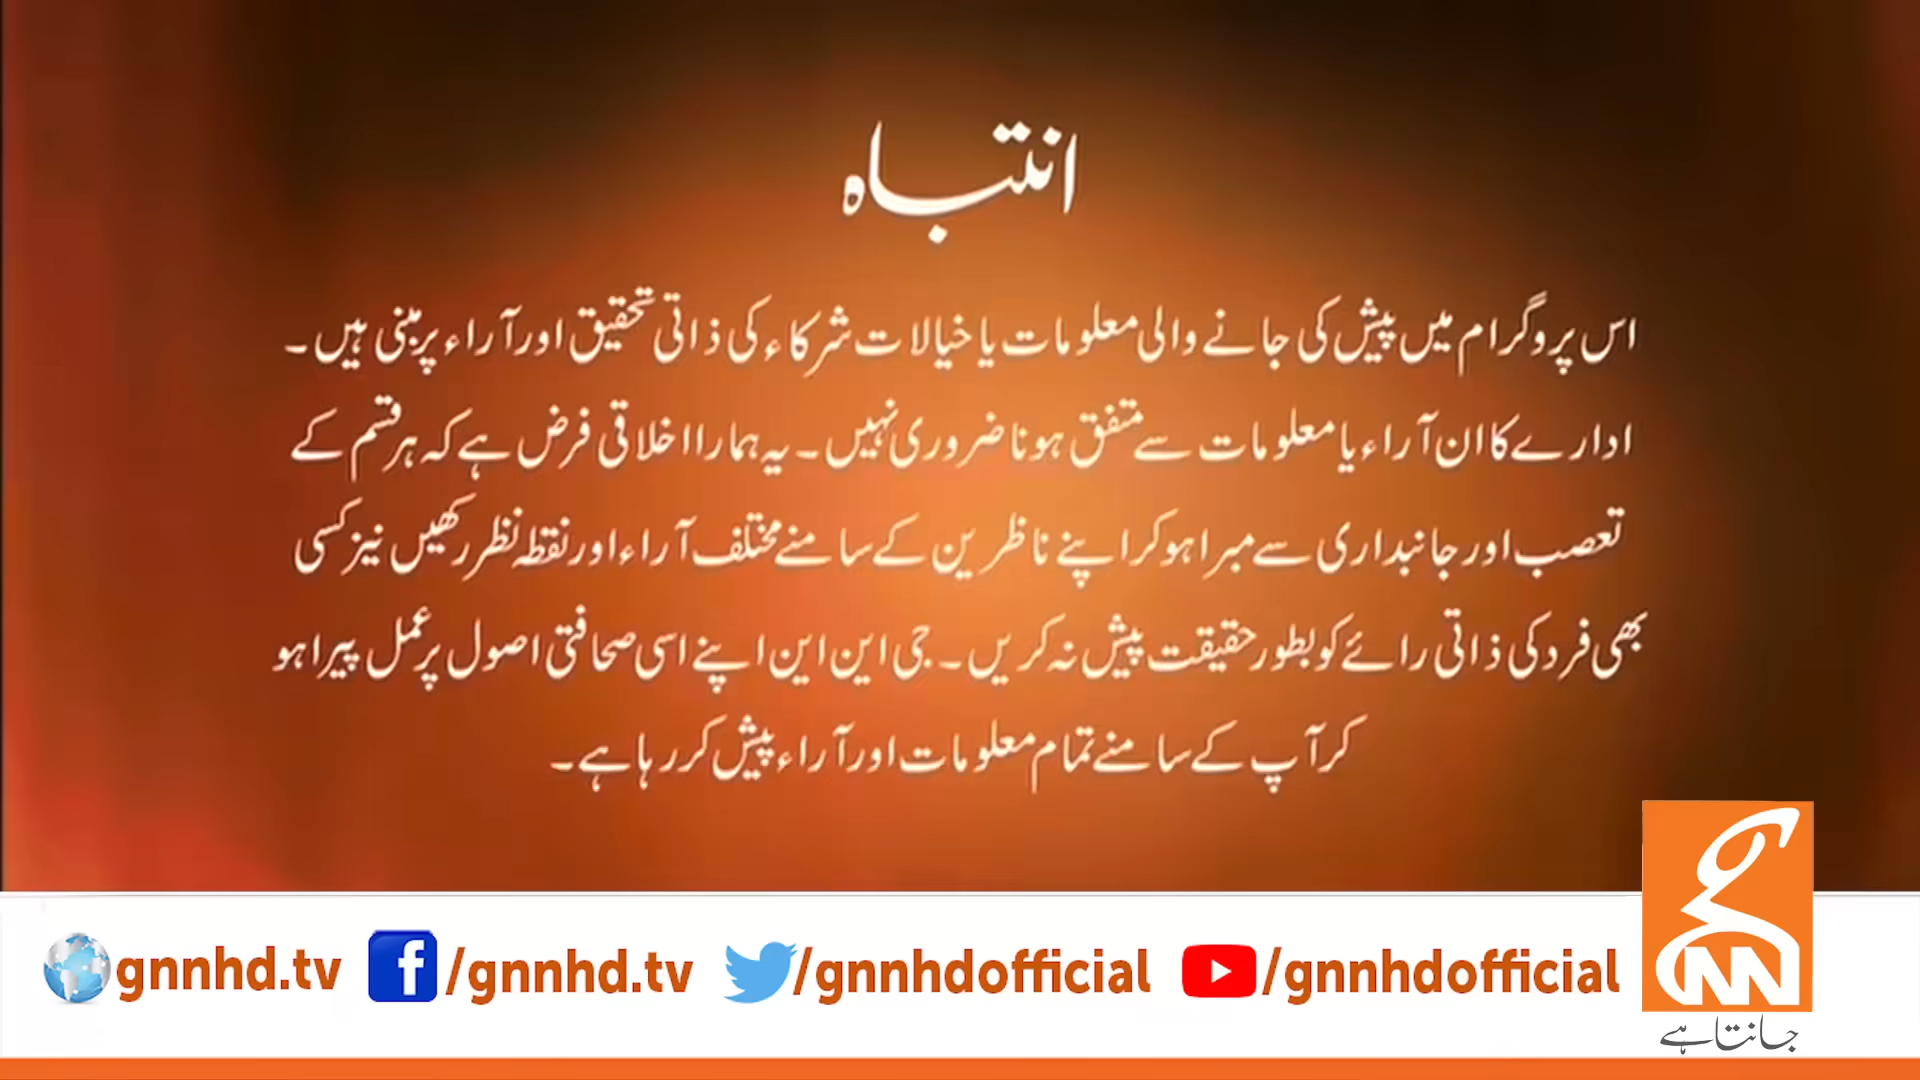 انتباہ
اس پروگرام میں پیش کی جانے والی معلومات یا خیالات شرکاء کی ذاتی تحقیق اور آراء پر مبنی ہیں۔
ادارے کا ان آراء یا معلومات سے متفق ہونا ضروری نہیں۔ یہ ہمارا اخلاقی فرض ہے کہ ہر قسم کے
تعصب اور جانبداری سے مبرا ہو کر اپنے ناظرین کے سامنے مختلف آراء اور نقطہ نظر رکھیں نیز کسی
بھی فرد کی ذاتی رائے کو بطور حقیقت پیش نہ کریں۔ جی این این اپنے اسی صحافتی اصول پر عمل پیرا ہو
کر آپ کے سامنے تمام معلومات اور آراء پیش کر رہا ہے۔
gnnhd.tv /gnnhd.tv /gnnhdofficial /gnnhdofficial
GNN
جانتا ہے